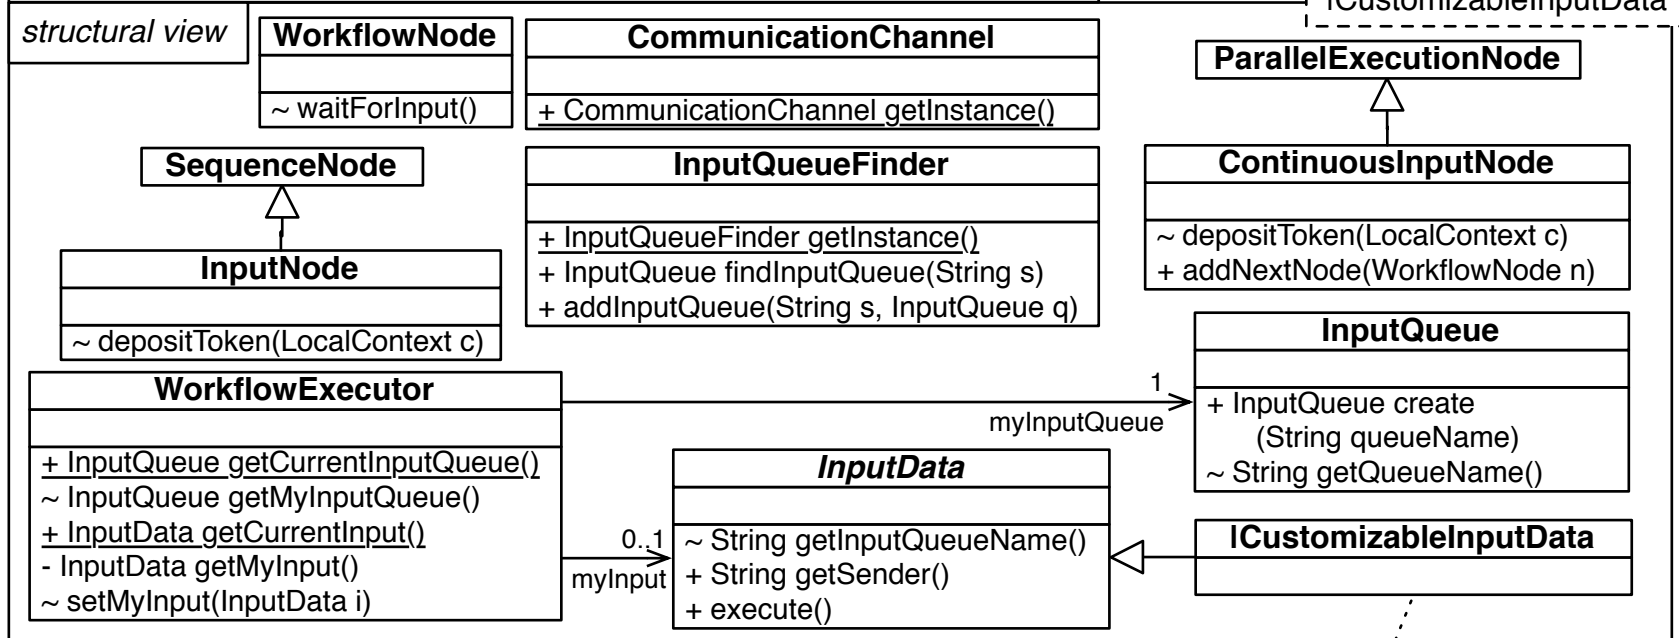 ICustomizableInputData
structural view
WorkflowNode
~ waitForInput()
CommunicationChannel
+ CommunicationChannel getInstance()
ParallelExecutionNode
SequenceNode
InputQueueFinder
+ InputQueueFinder getInstance()
+ InputQueue findInputQueue(String s)
+ addInputQueue(String s, InputQueue q)
ContinuousInputNode
~ depositToken(LocalContext c)
+ addNextNode(WorkflowNode n)
InputNode
~ depositToken(LocalContext c)
InputQueue
+ InputQueue create
(String queueName)
~ String getQueueName()
WorkflowExecutor
+ InputQueue getCurrentInputQueue()
~ InputQueue getMyInputQueue()
+ InputData getCurrentInput()
- InputData getMyInput()
~ setMyInput(InputData i)
1
myInputQueue
InputData
~ String getInputQueueName()
+ String getSender()
+ execute()
0..1
myInput
ICustomizableInputData